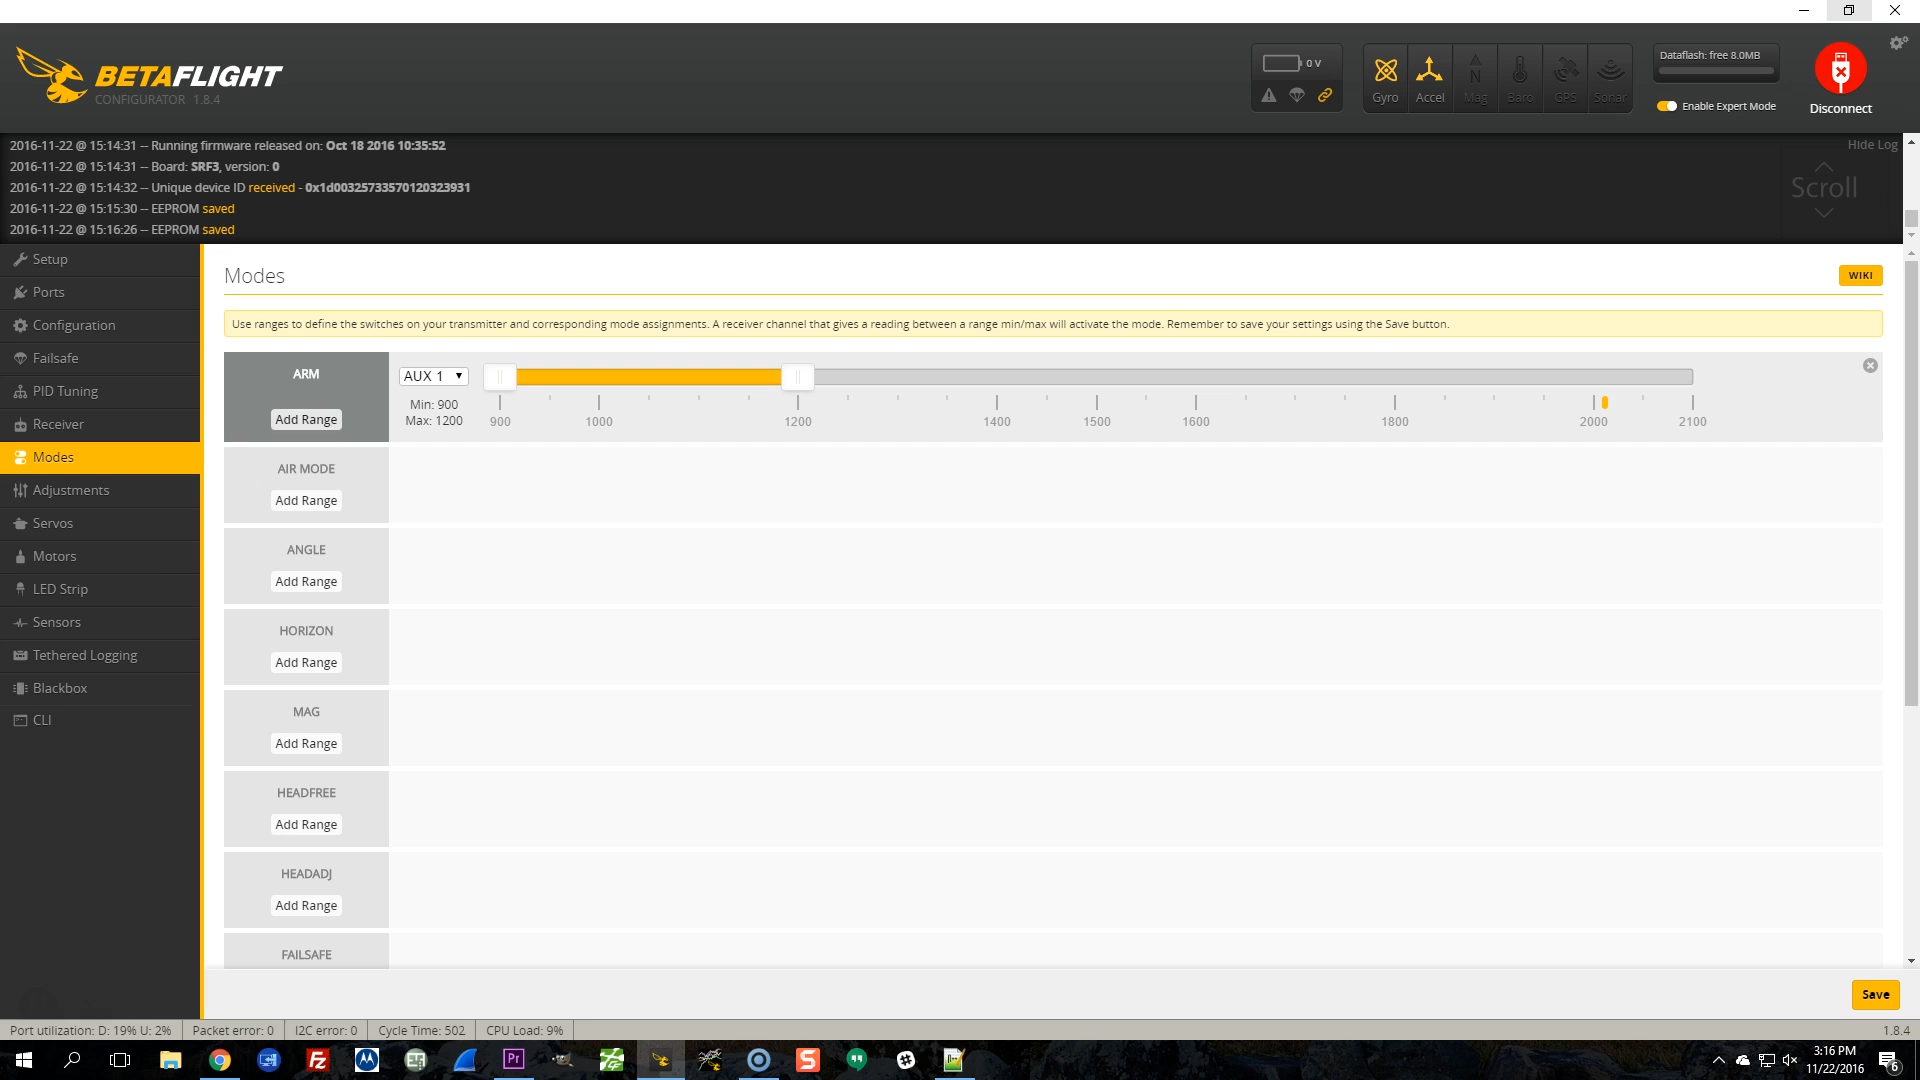 BETAFLIGHT
CONFIGURATOR 1.8.4
0 V
Gyro
Accel
Mag
Baro
GPS
Sonar
Dataflash: free 8.0MB
Enable Expert Mode
Disconnect
2016-11-22 @ 15:14:31 -- Running firmware released on: Oct 18 2016 10:35:52
2016-11-22 @ 15:14:31 -- Board: SRF3, version: 0
2016-11-22 @ 15:14:32 -- Unique device ID received - 0x1d00325733570120323931
2016-11-22 @ 15:15:30 -- EEPROM saved
2016-11-22 @ 15:16:26 -- EEPROM saved
Hide Log
Scroll
Setup
Ports
Configuration
Failsafe
PID Tuning
Receiver
Modes
Adjustments
Servos
Motors
LED Strip
Sensors
Tethered Logging
Blackbox
CLI
Modes
WIKI
Use ranges to define the switches on your transmitter and corresponding mode assignments. A receiver channel that gives a reading between a range min/max will activate the mode. Remember to save your settings using the Save button.
ARM
Add Range
AUX 1
Min: 900
Max: 1200
900 1000 1200 1400 1500 1600 1800 2000 2100
AIR MODE
Add Range
ANGLE
Add Range
HORIZON
Add Range
MAG
Add Range
HEADFREE
Add Range
HEADADJ
Add Range
FAILSAFE
Save
Port utilization: D: 19% U: 2% Packet error: 0 I2C error: 0 Cycle Time: 502 CPU Load: 9% 1.8.4
Pr
3:16 PM
11/22/2016
6